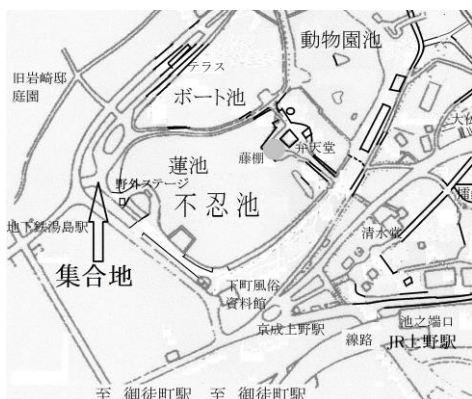 動物園池
テラス
旧岩崎邸
庭園
ボート池
弁天堂
藤棚
蓮池
野外ステージ
不忍池
地下鉄湯島駅
清水堂
集合地
下町風俗
資料館
池之端口
京成上野駅
線路
JR上野駅
至 御徒町駅
至 御徒町駅